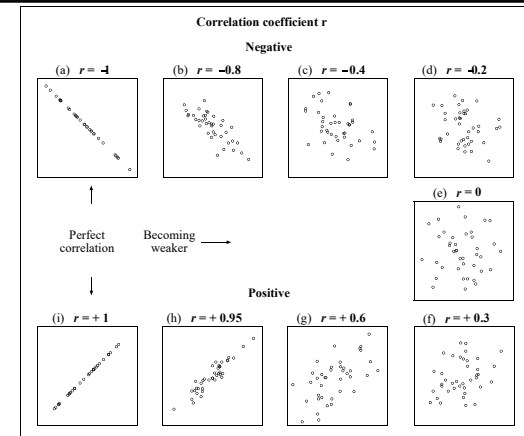 Correlation coefficient r
Negative
(a) r = -1
(b) r = -0.8
(c) r = -0.4
(d) r = -0.2
(e) r = 0
Perfect correlation
Becoming weaker
Positive
(i) r = + 1
(h) r = + 0.95
(g) r = + 0.6
(f) r = + 0.3